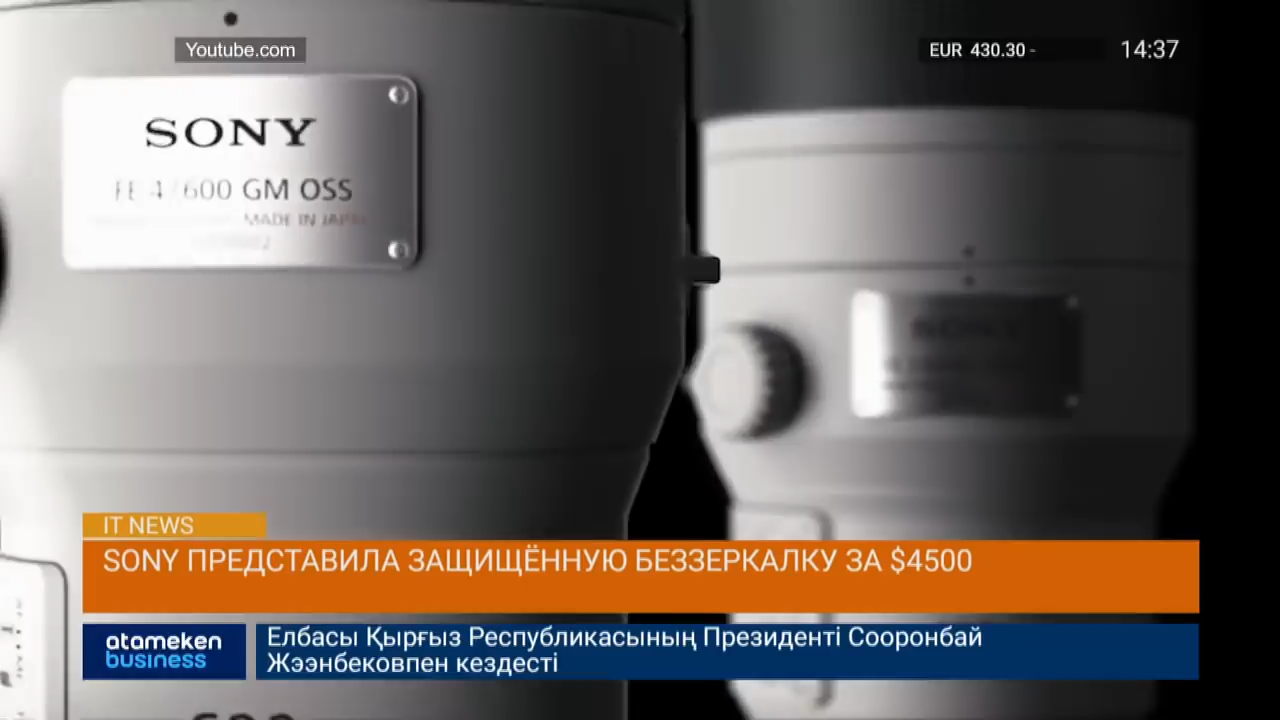 Youtube.com
EUR 430.30 -
14:37
SONY
FE 4/600 GM OSS
MADE IN JAPAN
IT NEWS
SONY ПРЕДСТАВИЛА ЗАЩИЩЁННУЮ БЕЗЗЕРКАЛКУ ЗА $4500
atameken
business
Елбасы Қырғыз Республикасының Президенті Сооронбай
Жээнбековпен кездесті